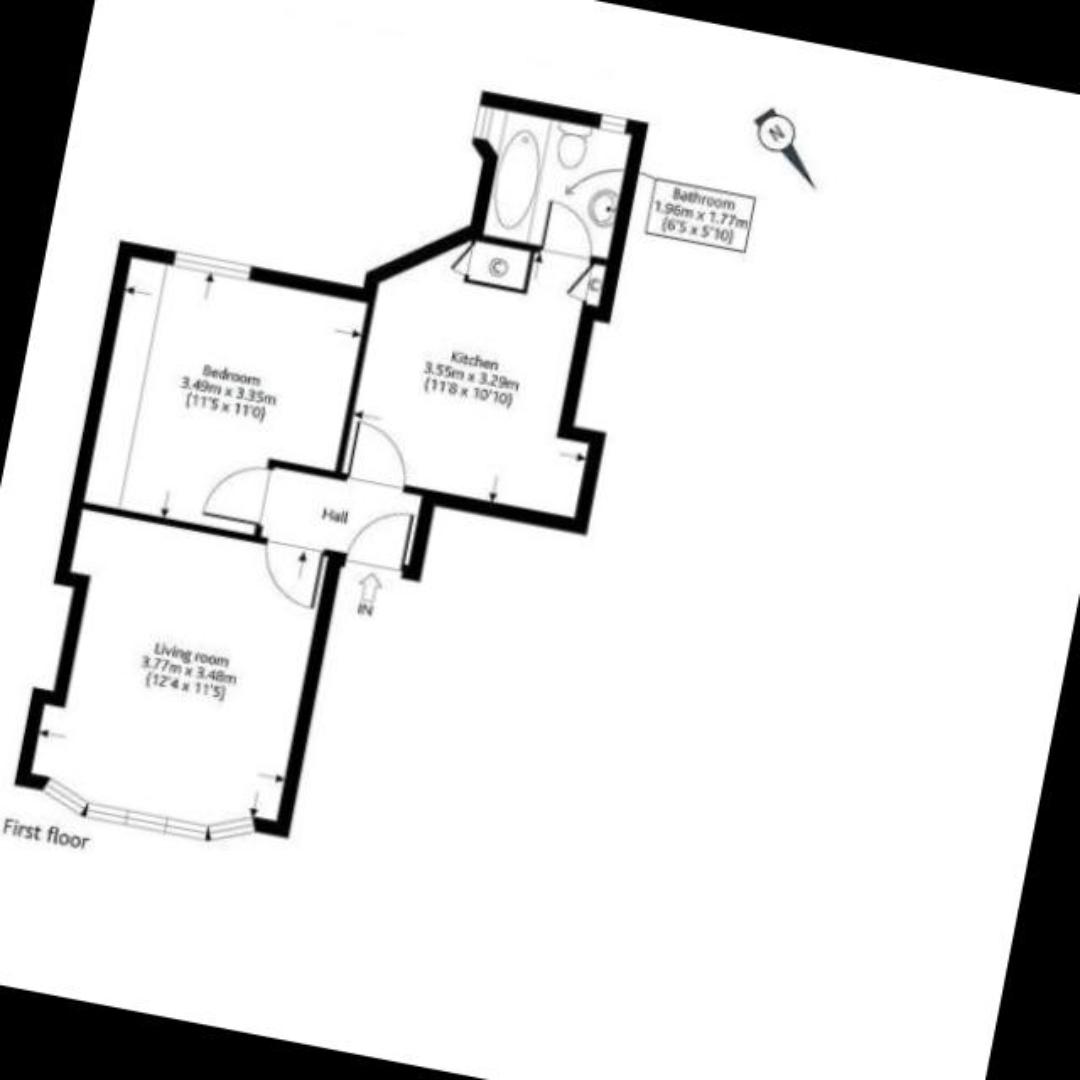 N
Bathroom
1.96m x 1.77m
(6'5 x 5'10)
C
C
Kitchen
3.55m x 3.29m
(11'8 x 10'10)
Bedroom
3.49m x 3.35m
(11'5 x 11'0)
Hall
IN
Living room
3.77m x 3.48m
(12'4 x 11'5)
First floor